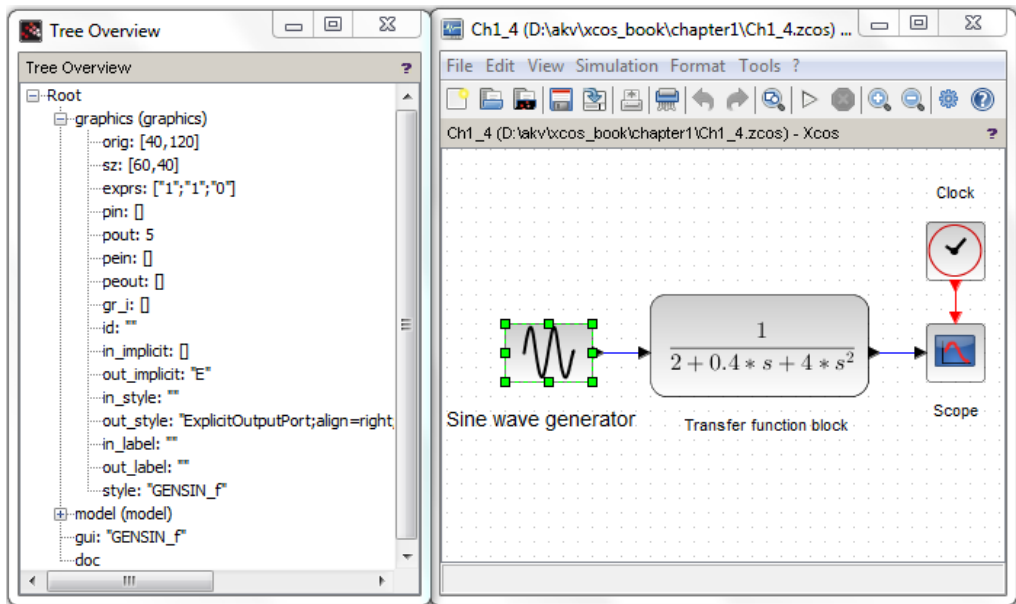 Tree Overview
Tree Overview ?
Root
graphics (graphics)
orig: [40,120]
sz: [60,40]
exprs: ["1";"1";"0"]
pin: []
pout: 5
pein: []
peout: []
gr_i: []
id: ""
in_implicit: []
out_implicit: "E"
in_style: ""
out_style: "ExplicitOutputPort;align=right;
in_label: ""
out_label: ""
style: "GENSIN_f"
model (model)
gui: "GENSIN_f"
doc
Ch1_4 (D:\akv\xcos_book\chapter1\Ch1_4.zcos) ...
File Edit View Simulation Format Tools ?
Ch1_4 (D:\akv\xcos_book\chapter1\Ch1_4.zcos) - Xcos ?
Clock
1
2 + 0.4 * s + 4 * s²
Sine wave generator
Transfer function block
Scope